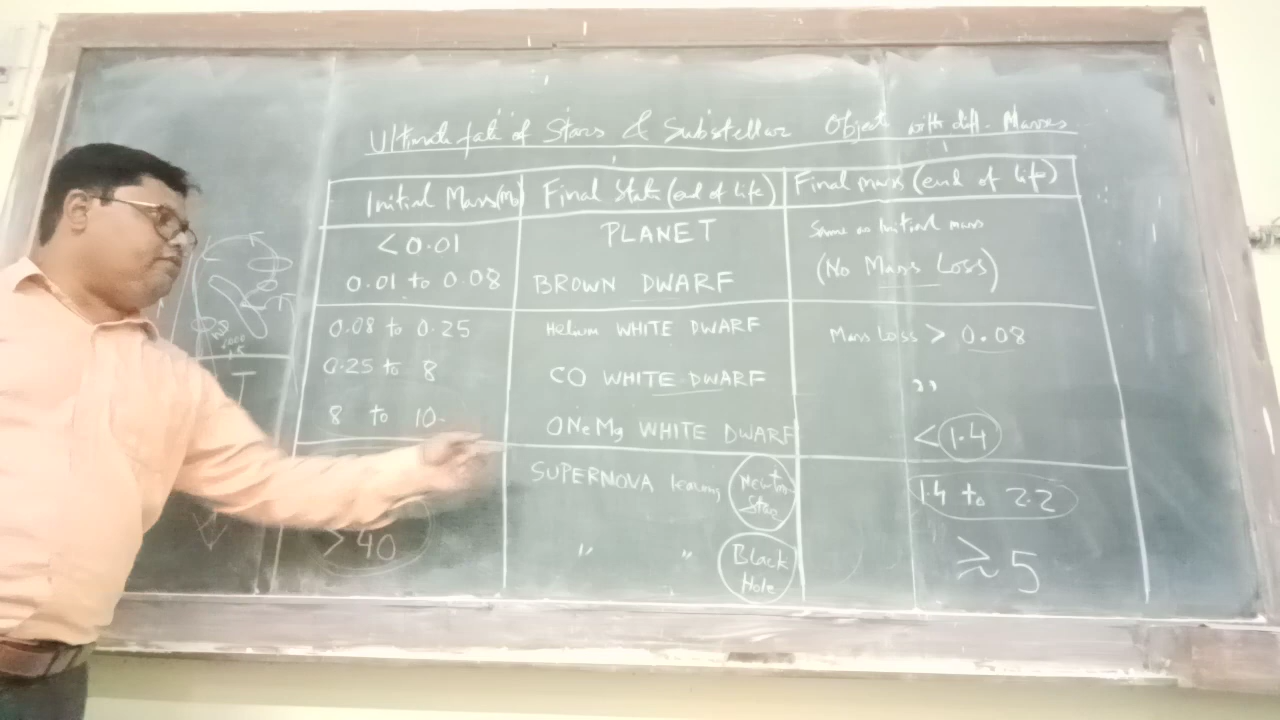 Ultimate fate of Stars & Substellar Object with diff. Masses
Initial Mass (M₀) Final State (end of life) Final mass (end of life)
<0.01 PLANET Same as Initial mass
0.01 to 0.08 BROWN DWARF (No Mass Loss)
0.08 to 0.25 Helium WHITE DWARF Mass Loss > 0.08
0.25 to 8 CO WHITE DWARF ,,
8 to 10 ONeMg WHITE DWARF <1.4
SUPERNOVA leaving Neutron Star 1.4 to 2.2
>40 " " Black Hole ≳5